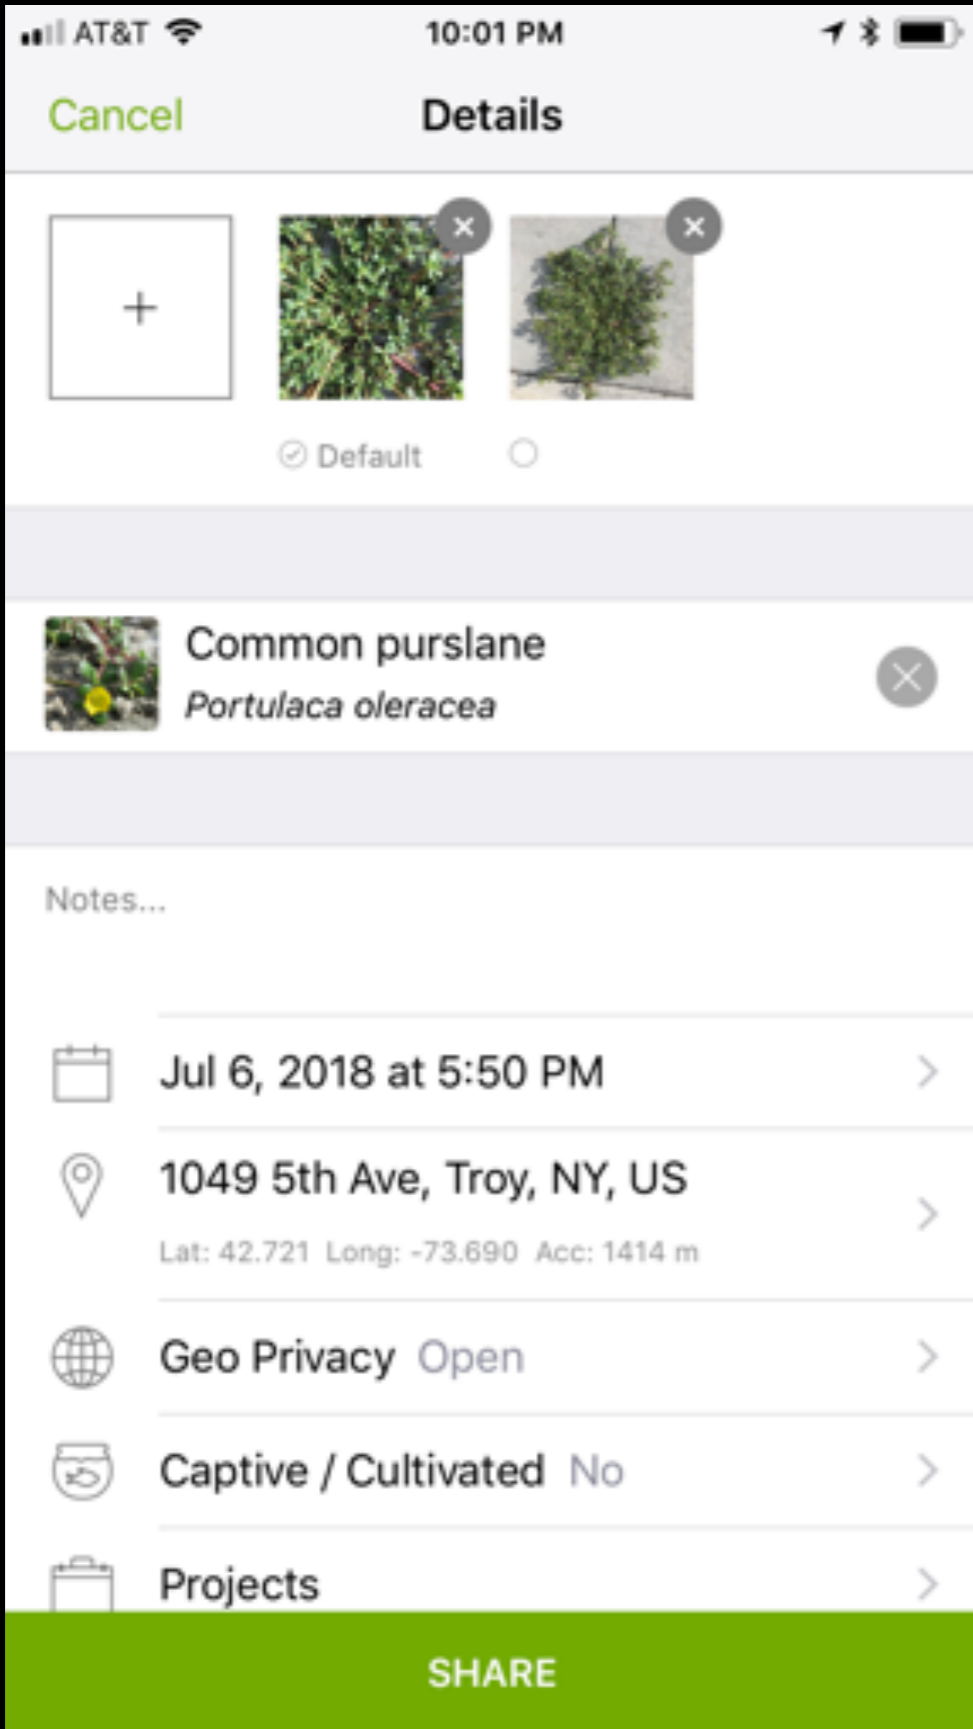 AT&T 10:01 PM
Cancel Details
Default
Common purslane
Portulaca oleracea
Notes...
Jul 6, 2018 at 5:50 PM
1049 5th Ave, Troy, NY, US
Lat: 42.721 Long: -73.690 Acc: 1414 m
Geo Privacy Open
Captive / Cultivated No
Projects
SHARE